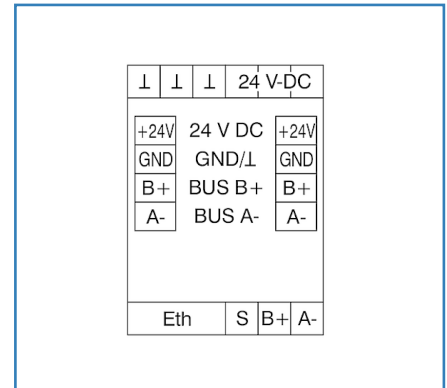 ⊥ ⊥ ⊥ 24 V-DC
+24V 24 V DC +24V
GND GND/⊥ GND
B+ BUS B+ B+
A- BUS A- A-
Eth S B+ A-